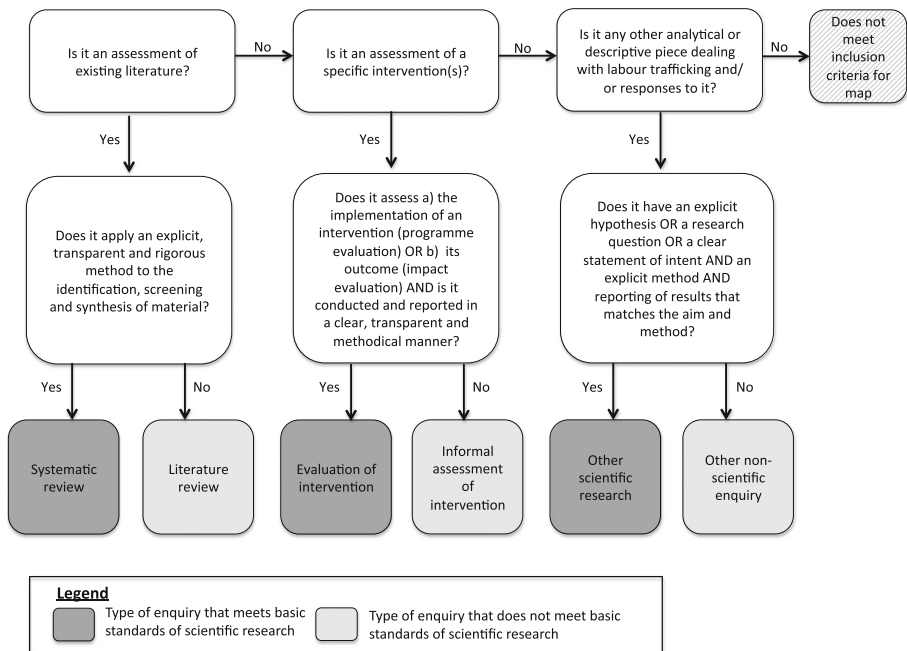 Is it an assessment of
existing literature?
No
Is it an assessment of a
specific intervention(s)?
No
Is it any other analytical or
descriptive piece dealing
with labour trafficking and/
or responses to it?
No
Does not
meet
inclusion
criteria for
map
Yes
Yes
Yes
Does it apply an explicit,
transparent and rigorous
method to the
identification, screening
and synthesis of material?
Does it assess a) the
implementation of an
intervention (programme
evaluation) OR b) its
outcome (impact
evaluation) AND is it
conducted and reported in
a clear, transparent and
methodical manner?
Does it have an explicit
hypothesis OR a research
question OR a clear
statement of intent AND an
explicit method AND
reporting of results that
matches the aim and
method?
Yes
No
Yes
No
Yes
No
Systematic
review
Literature
review
Evaluation of
intervention
Informal
assessment
of
intervention
Other
scientific
research
Other non-
scientific
enquiry
Legend
Type of enquiry that meets basic
standards of scientific research
Type of enquiry that does not meet basic
standards of scientific research